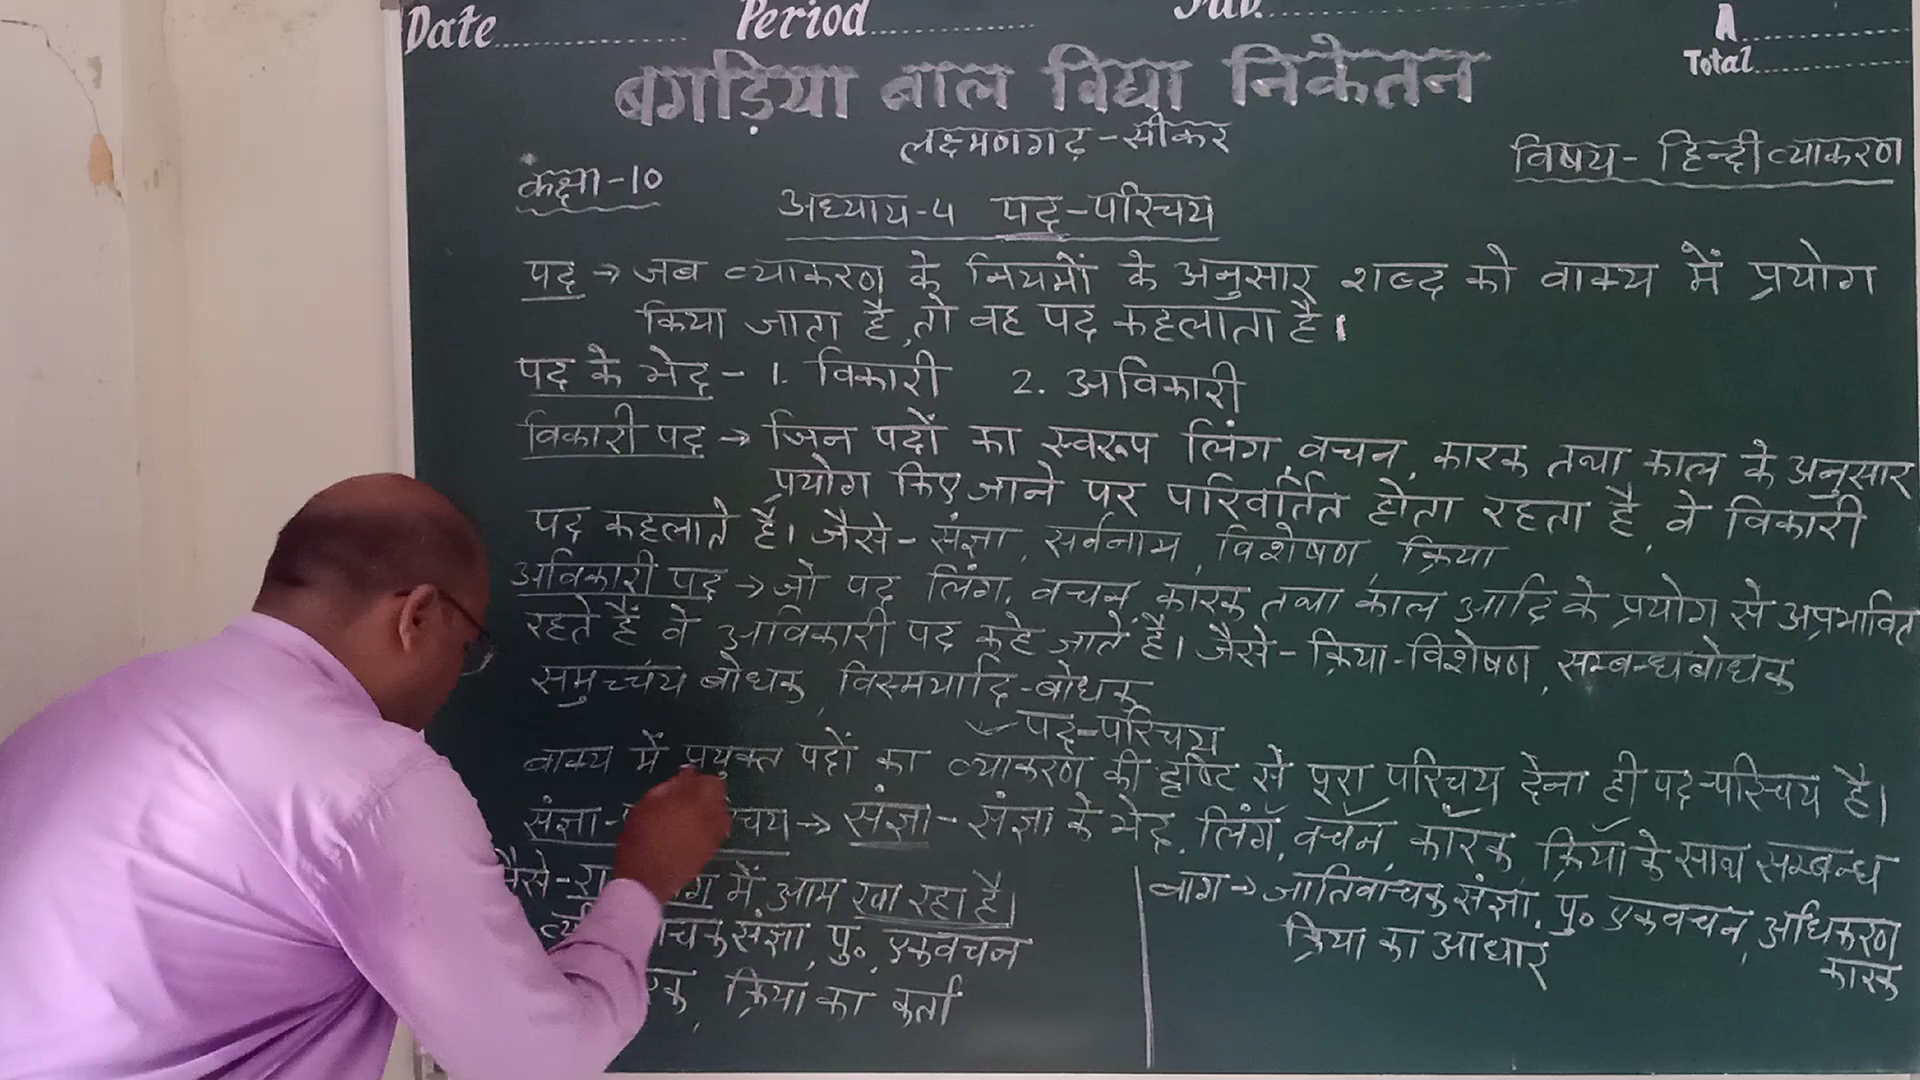 Date
Period
Sub.
A
Total
बगड़िया बाल विद्या निकेतन
लक्ष्मणगढ़-सीकर
कक्षा-10
विषय- हिन्दी व्याकरण
अध्याय-4 पद-परिचय
पद → जब व्याकरण के नियमों के अनुसार शब्द को वाक्य में प्रयोग
किया जाता है, तो वह पद कहलाता है।
पद के भेद - 1. विकारी 2. अविकारी
विकारी पद → जिन पदों का स्वरूप लिंग, वचन, कारक तथा काल के अनुसार
प्रयोग किए जाने पर परिवर्तित होता रहता है, वे विकारी
पद कहलाते हैं। जैसे- संज्ञा, सर्वनाम, विशेषण, क्रिया
अविकारी पद → जो पद लिंग, वचन, कारक तथा काल आदि के प्रयोग से अप्रभावित
रहते हैं वे अविकारी पद कहे जाते हैं। जैसे- क्रिया-विशेषण, सम्बन्धबोधक
समुच्चंय बोधक, विस्मयादि-बोधक
पद-परिचय
वाक्य में प्रयुक्त पदों का व्याकरण की दृष्टि से पूरा परिचय देना ही पद-परिचय है।
संज्ञा- → संज्ञा - संज्ञा के भेद, लिंग, वचन, कारक, क्रिया के साथ सम्बन्ध
में आम खा रहा है।
संज्ञा, पु०, एकवचन
क्रिया का कर्ता
बाग → जातिवाचक संज्ञा, पु० एकवचन, अधिकरण
कारक
क्रिया का आधार